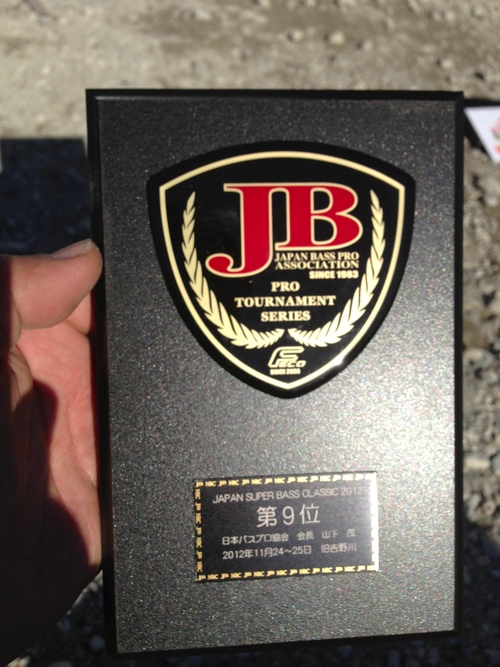 JB
JAPAN BASS PRO
ASSOCIATION
SINCE 1983
PRO
TOURNAMENT
SERIES
FECO
JAPAN SUPER BASS CLASSIC 2012
第9位
日本バスプロ協会 会長 山下 茂
2012年11月24～25日 旧吉野川